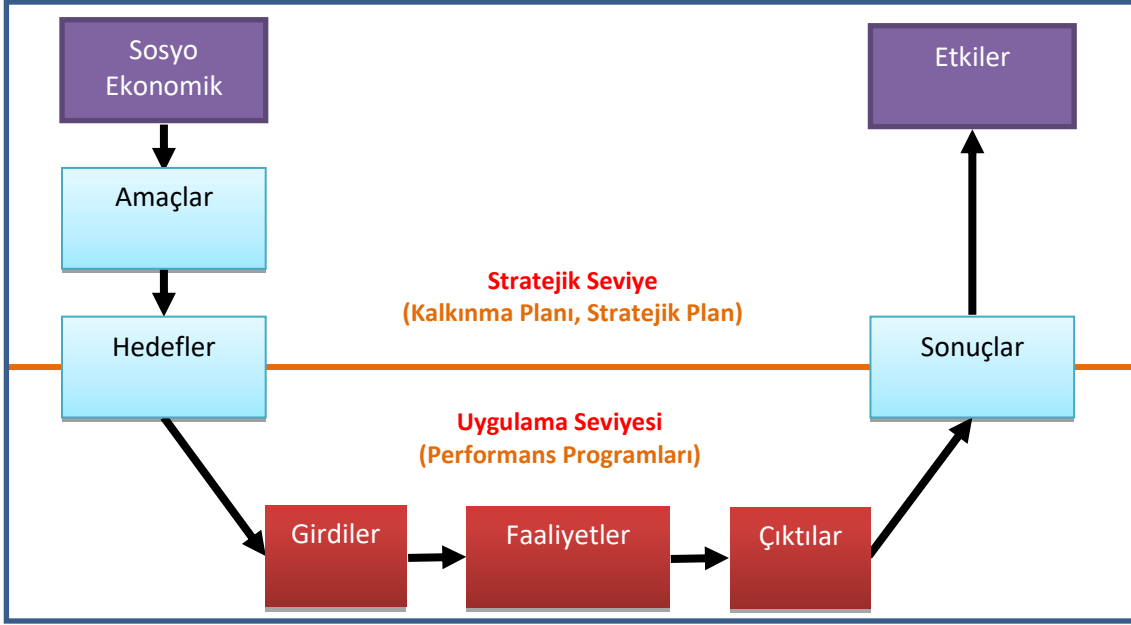 Sosyo
Ekonomik
Etkiler
Amaçlar
Stratejik Seviye
(Kalkınma Planı, Stratejik Plan)
Hedefler
Sonuçlar
Uygulama Seviyesi
(Performans Programları)
Girdiler
Faaliyetler
Çıktılar